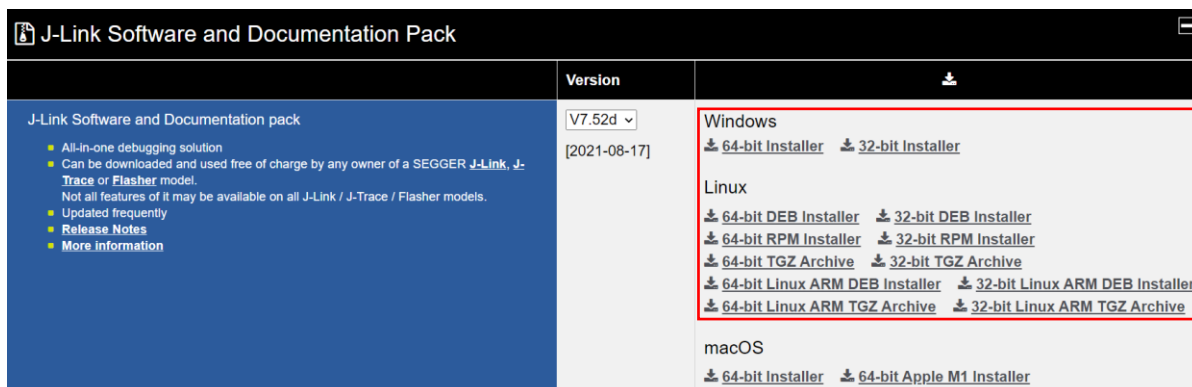 J-Link Software and Documentation Pack
Version
J-Link Software and Documentation pack
All-in-one debugging solution
Can be downloaded and used free of charge by any owner of a SEGGER J-Link, J-
Trace or Flasher model.
Not all features of it may be available on all J-Link / J-Trace / Flasher models.
Updated frequently
Release Notes
More information
V7.52d
[2021-08-17]
Windows
64-bit Installer 32-bit Installer
Linux
64-bit DEB Installer 32-bit DEB Installer
64-bit RPM Installer 32-bit RPM Installer
64-bit TGZ Archive 32-bit TGZ Archive
64-bit Linux ARM DEB Installer 32-bit Linux ARM DEB Installer
64-bit Linux ARM TGZ Archive 32-bit Linux ARM TGZ Archive
macOS
64-bit Installer 64-bit Apple M1 Installer